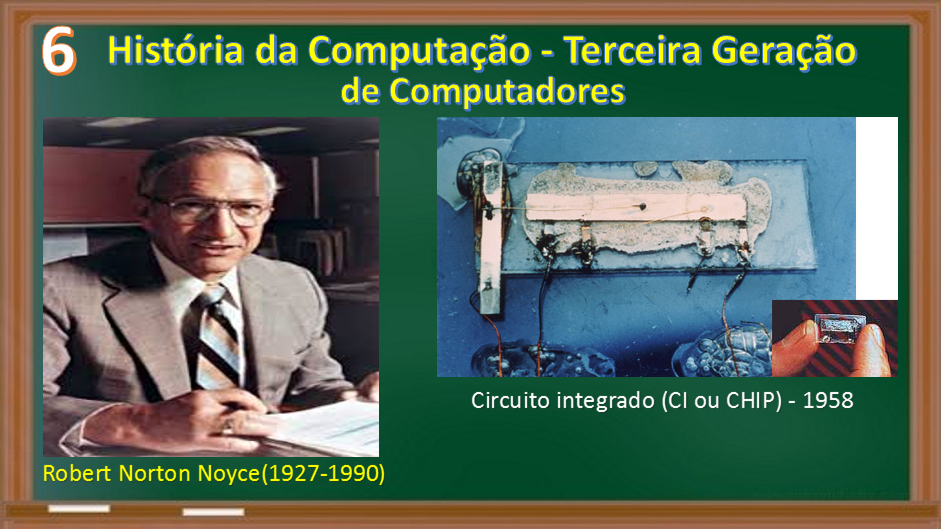 6
História da Computação - Terceira Geração
de Computadores
Circuito integrado (CI ou CHIP) - 1958
Robert Norton Noyce(1927-1990)